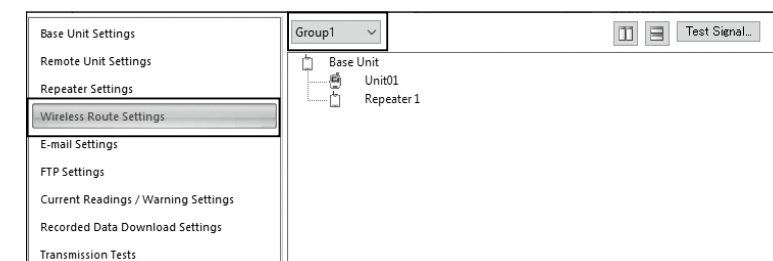 Base Unit Settings
Remote Unit Settings
Repeater Settings
Wireless Route Settings
E-mail Settings
FTP Settings
Current Readings / Warning Settings
Recorded Data Download Settings
Transmission Tests
Group1
Test Signal...
Base Unit
Unit01
Repeater 1